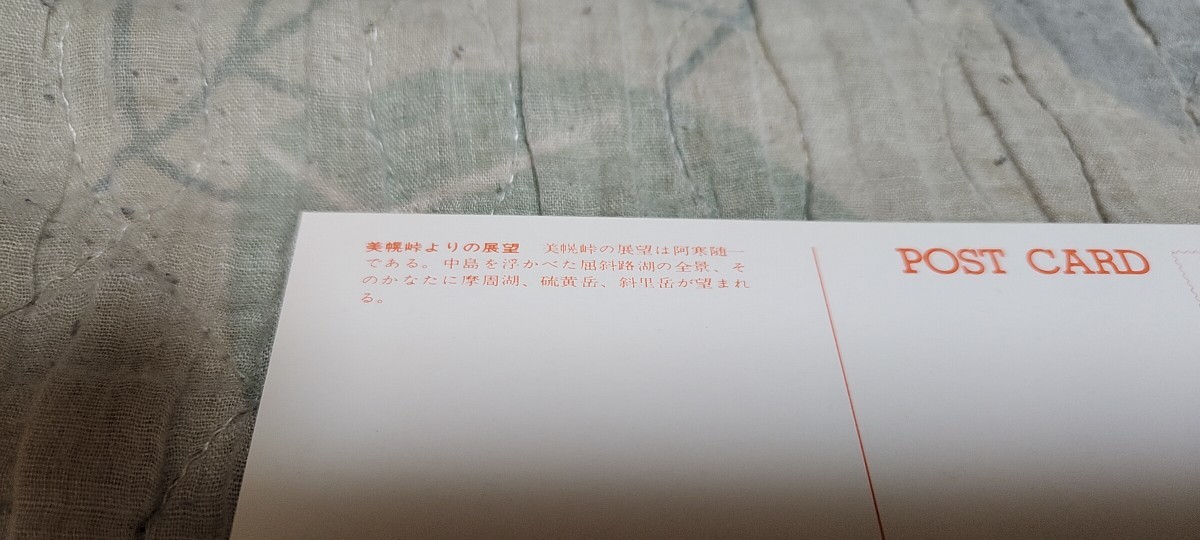 美幌峠よりの展望　美幌峠の展望は阿寒随一
である。中島を浮かべた屈斜路湖の全景、そ
のかなたに摩周湖、硫黄岳、斜里岳が望まれ
る。
POST CARD